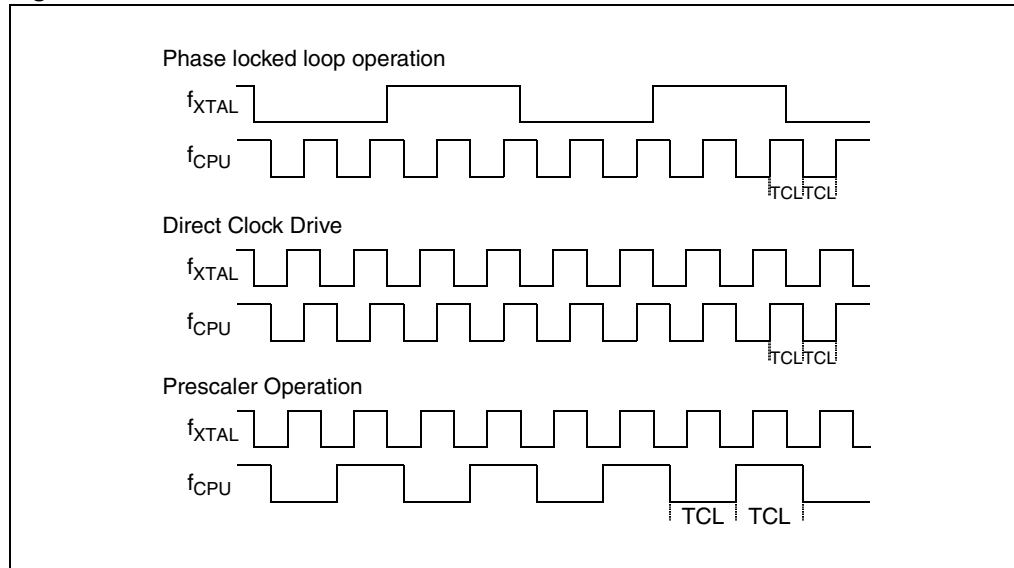 Phase locked loop operation
fXTAL
fCPU
TCL TCL
Direct Clock Drive
fXTAL
fCPU
TCL TCL
Prescaler Operation
fXTAL
fCPU
TCL TCL